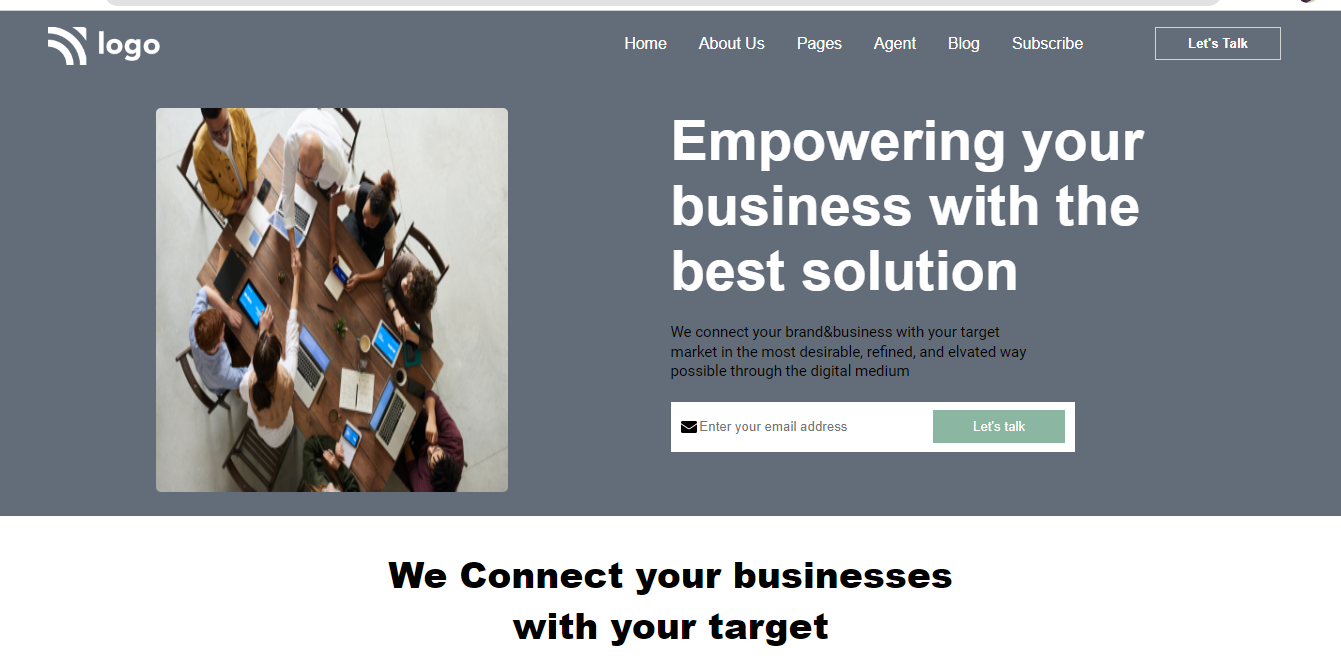 logo
Home About Us Pages Agent Blog Subscribe Let's Talk
Empowering your
business with the
best solution
We connect your brand&business with your target
market in the most desirable, refined, and elvated way
possible through the digital medium
Enter your email address Let's talk
We Connect your businesses
with your target